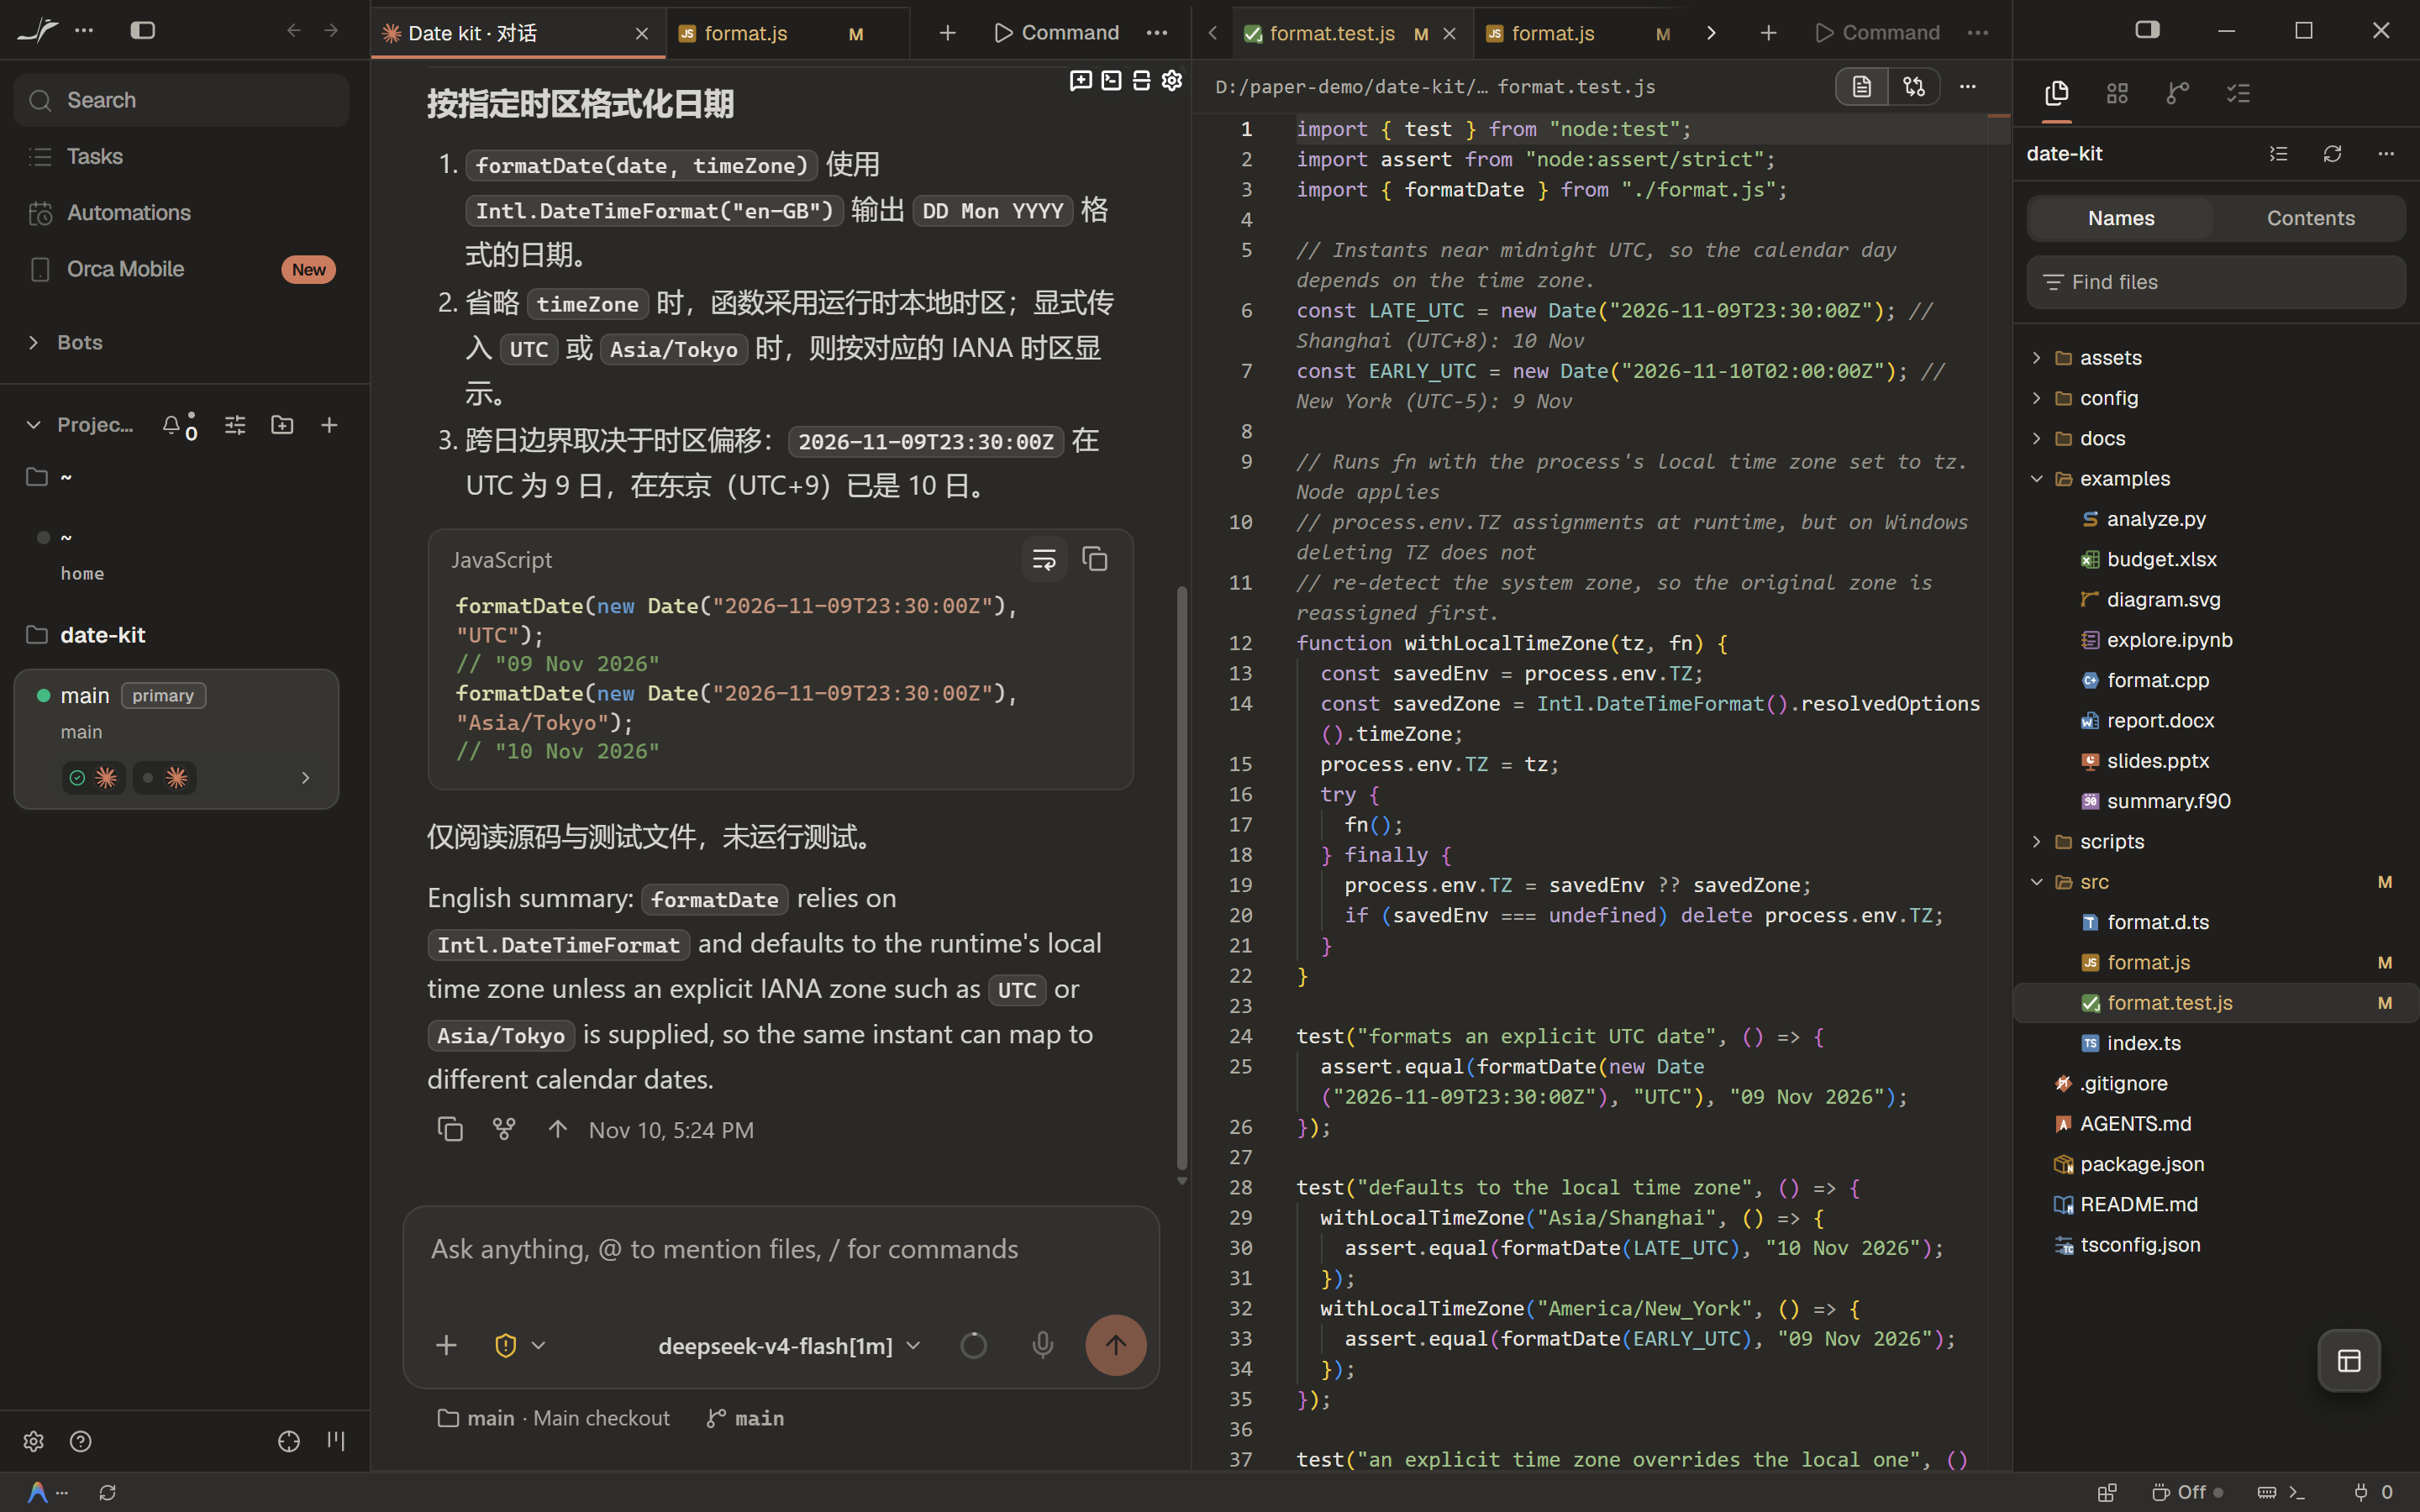 Search
Tasks
Automations
Orca Mobile
New
Bots
Projec...
0
~
~
home
date-kit
main
primary
main
Date kit · 对话
format.js
M
Command
按指定时区格式化日期
1. formatDate(date, timeZone) 使用
Intl.DateTimeFormat("en-GB") 输出 DD Mon YYYY 格
式的日期。
2. 省略 timeZone 时，函数采用运行时本地时区；显式传
入 UTC 或 Asia/Tokyo 时，则按对应的 IANA 时区显
示。
3. 跨日边界取决于时区偏移： 2026-11-09T23:30:00Z 在
UTC 为 9 日，在东京（UTC+9）已是 10 日。
JavaScript
formatDate(new Date("2026-11-09T23:30:00Z"),
"UTC");
// "09 Nov 2026"
formatDate(new Date("2026-11-09T23:30:00Z"),
"Asia/Tokyo");
// "10 Nov 2026"
仅阅读源码与测试文件，未运行测试。
English summary: formatDate relies on
Intl.DateTimeFormat and defaults to the runtime's local
time zone unless an explicit IANA zone such as UTC or
Asia/Tokyo is supplied, so the same instant can map to
different calendar dates.
Nov 10, 5:24 PM
Ask anything, @ to mention files, / for commands
deepseek-v4-flash[1m]
main · Main checkout
main
format.test.js
M
format.js
M
Command
D:/paper-demo/date-kit/… format.test.js
1 import { test } from "node:test";
2 import assert from "node:assert/strict";
3 import { formatDate } from "./format.js";
4
5 // Instants near midnight UTC, so the calendar day
depends on the time zone.
6 const LATE_UTC = new Date("2026-11-09T23:30:00Z"); //
Shanghai (UTC+8): 10 Nov
7 const EARLY_UTC = new Date("2026-11-10T02:00:00Z"); //
New York (UTC-5): 9 Nov
8
9 // Runs fn with the process's local time zone set to tz.
Node applies
10 // process.env.TZ assignments at runtime, but on Windows
deleting TZ does not
11 // re-detect the system zone, so the original zone is
reassigned first.
12 function withLocalTimeZone(tz, fn) {
13 const savedEnv = process.env.TZ;
14 const savedZone = Intl.DateTimeFormat().resolvedOptions
().timeZone;
15 process.env.TZ = tz;
16 try {
17 fn();
18 } finally {
19 process.env.TZ = savedEnv ?? savedZone;
20 if (savedEnv === undefined) delete process.env.TZ;
21 }
22 }
23
24 test("formats an explicit UTC date", () => {
25 assert.equal(formatDate(new Date
("2026-11-09T23:30:00Z"), "UTC"), "09 Nov 2026");
26 });
27
28 test("defaults to the local time zone", () => {
29 withLocalTimeZone("Asia/Shanghai", () => {
30 assert.equal(formatDate(LATE_UTC), "10 Nov 2026");
31 });
32 withLocalTimeZone("America/New_York", () => {
33 assert.equal(formatDate(EARLY_UTC), "09 Nov 2026");
34 });
35 });
36
37 test("an explicit time zone overrides the local one", ()
date-kit
Names
Contents
Find files
assets
config
docs
examples
analyze.py
budget.xlsx
diagram.svg
explore.ipynb
format.cpp
report.docx
slides.pptx
summary.f90
scripts
src
M
format.d.ts
format.js
M
format.test.js
M
index.ts
.gitignore
AGENTS.md
package.json
README.md
tsconfig.json
Off
0